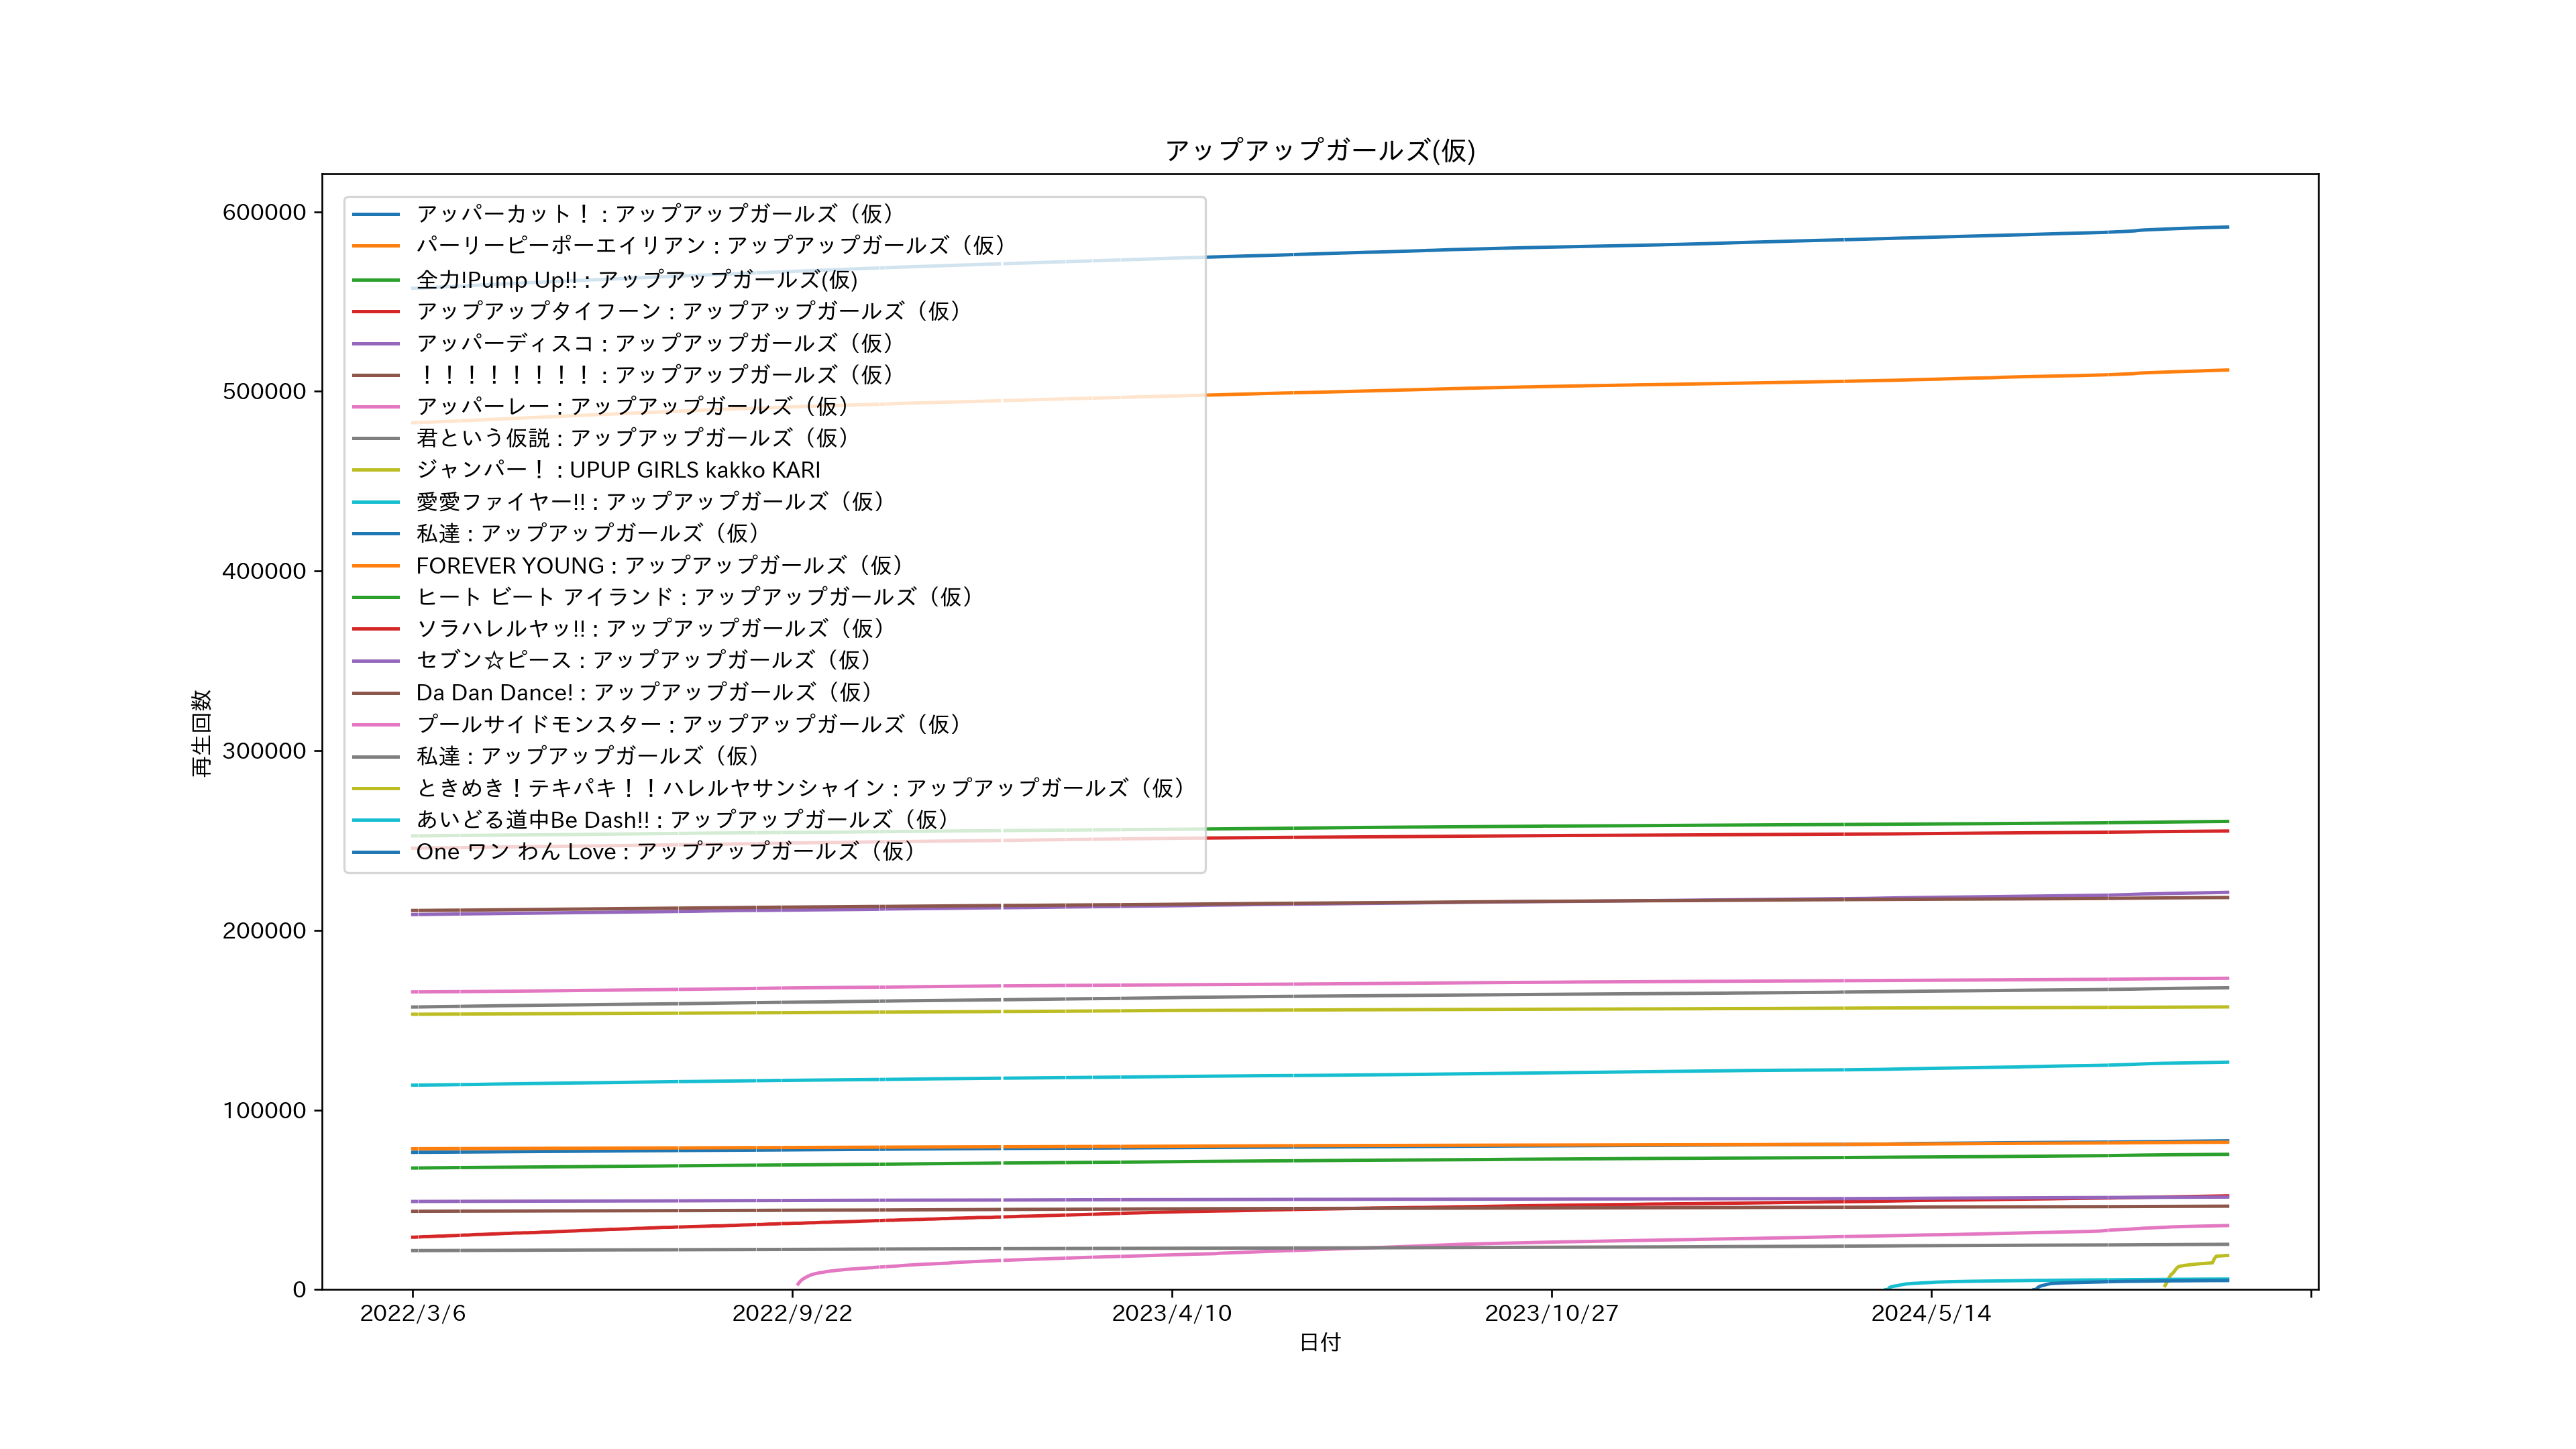 アップアップガールズ(仮)
600000
500000
400000
300000
200000
100000
0
再生回数
アッパーカット！ : アップアップガールズ（仮）
パーリーピーポーエイリアン : アップアップガールズ（仮）
全力!Pump Up!! : アップアップガールズ(仮)
アップアップタイフーン : アップアップガールズ（仮）
アッパーディスコ : アップアップガールズ（仮）
！！！！！！！！ : アップアップガールズ（仮）
アッパーレー : アップアップガールズ（仮）
君という仮説 : アップアップガールズ（仮）
ジャンパー！ : UPUP GIRLS kakko KARI
愛愛ファイヤー!! : アップアップガールズ（仮）
私達 : アップアップガールズ（仮）
FOREVER YOUNG : アップアップガールズ（仮）
ヒート ビート アイランド : アップアップガールズ（仮）
ソラハレルヤッ!! : アップアップガールズ（仮）
セブン☆ピース : アップアップガールズ（仮）
Da Dan Dance! : アップアップガールズ（仮）
プールサイドモンスター : アップアップガールズ（仮）
私達 : アップアップガールズ（仮）
ときめき！テキパキ！！ハレルヤサンシャイン : アップアップガールズ（仮）
あいどる道中Be Dash!! : アップアップガールズ（仮）
One ワン わん Love : アップアップガールズ（仮）
2022/3/6
2022/9/22
2023/4/10
2023/10/27
2024/5/14
日付